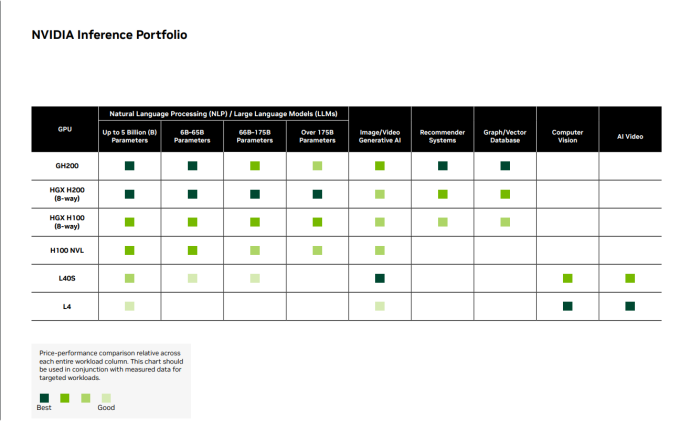 NVIDIA Inference Portfolio
Natural Language Processing (NLP) / Large Language Models (LLMs)
GPU
Up to 5 Billion (B)
Parameters
6B-65B
Parameters
66B-175B
Parameters
Over 175B
Parameters
Image/Video
Generative AI
Recommender
Systems
Graph/Vector
Database
Computer
Vision
AI Video
GH200
HGX H200
(8-way)
HGX H100
(8-way)
H100 NVL
L40S
L4
Price-performance comparison relative across
each entire workload column. This chart should
be used in conjunction with measured data for
targeted workloads.
Best
Good